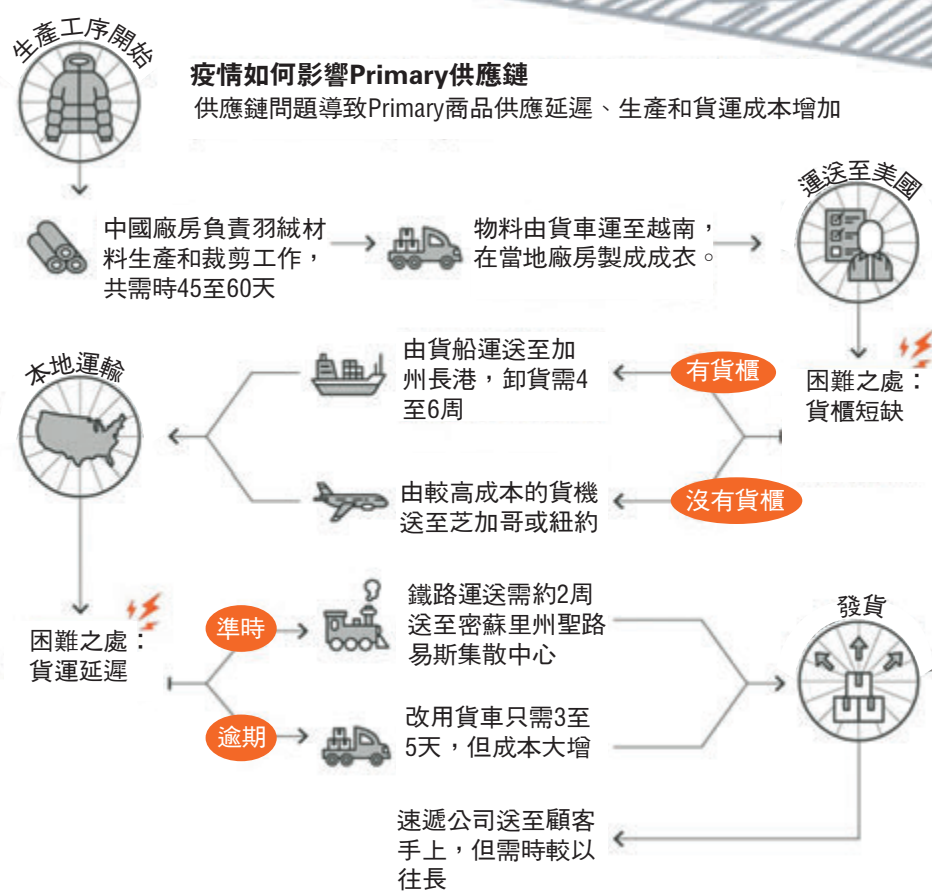 生產工序開始
疫情如何影響Primary供應鏈
供應鏈問題導致Primary商品供應延遲、生產和貨運成本增加
中國廠房負責羽絨材
料生產和裁剪工作，
共需時45至60天
物料由貨車運至越南，
在當地廠房製成成衣。
運送至美國
困難之處：
貨櫃短缺
有貨櫃
由貨船運送至加
州長港，卸貨需4
至6周
沒有貨櫃
由較高成本的貨機
送至芝加哥或紐約
本地運輸
困難之處：
貨運延遲
準時
鐵路運送需約2周
送至密蘇里州聖路
易斯集散中心
逾期
改用貨車只需3至
5天，但成本大增
發貨
速遞公司送至顧客
手上，但需時較以
往長